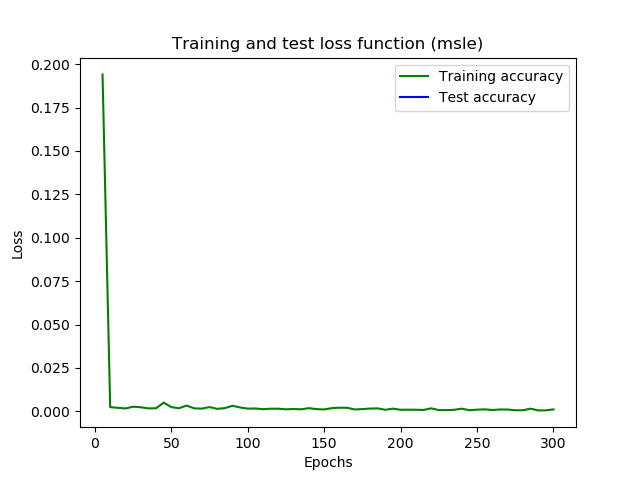 Training and test loss function (msle)
0.200
0.175
0.150
0.125
0.100
0.075
0.050
0.025
0.000
Loss
Training accuracy
Test accuracy
0 50 100 150 200 250 300
Epochs